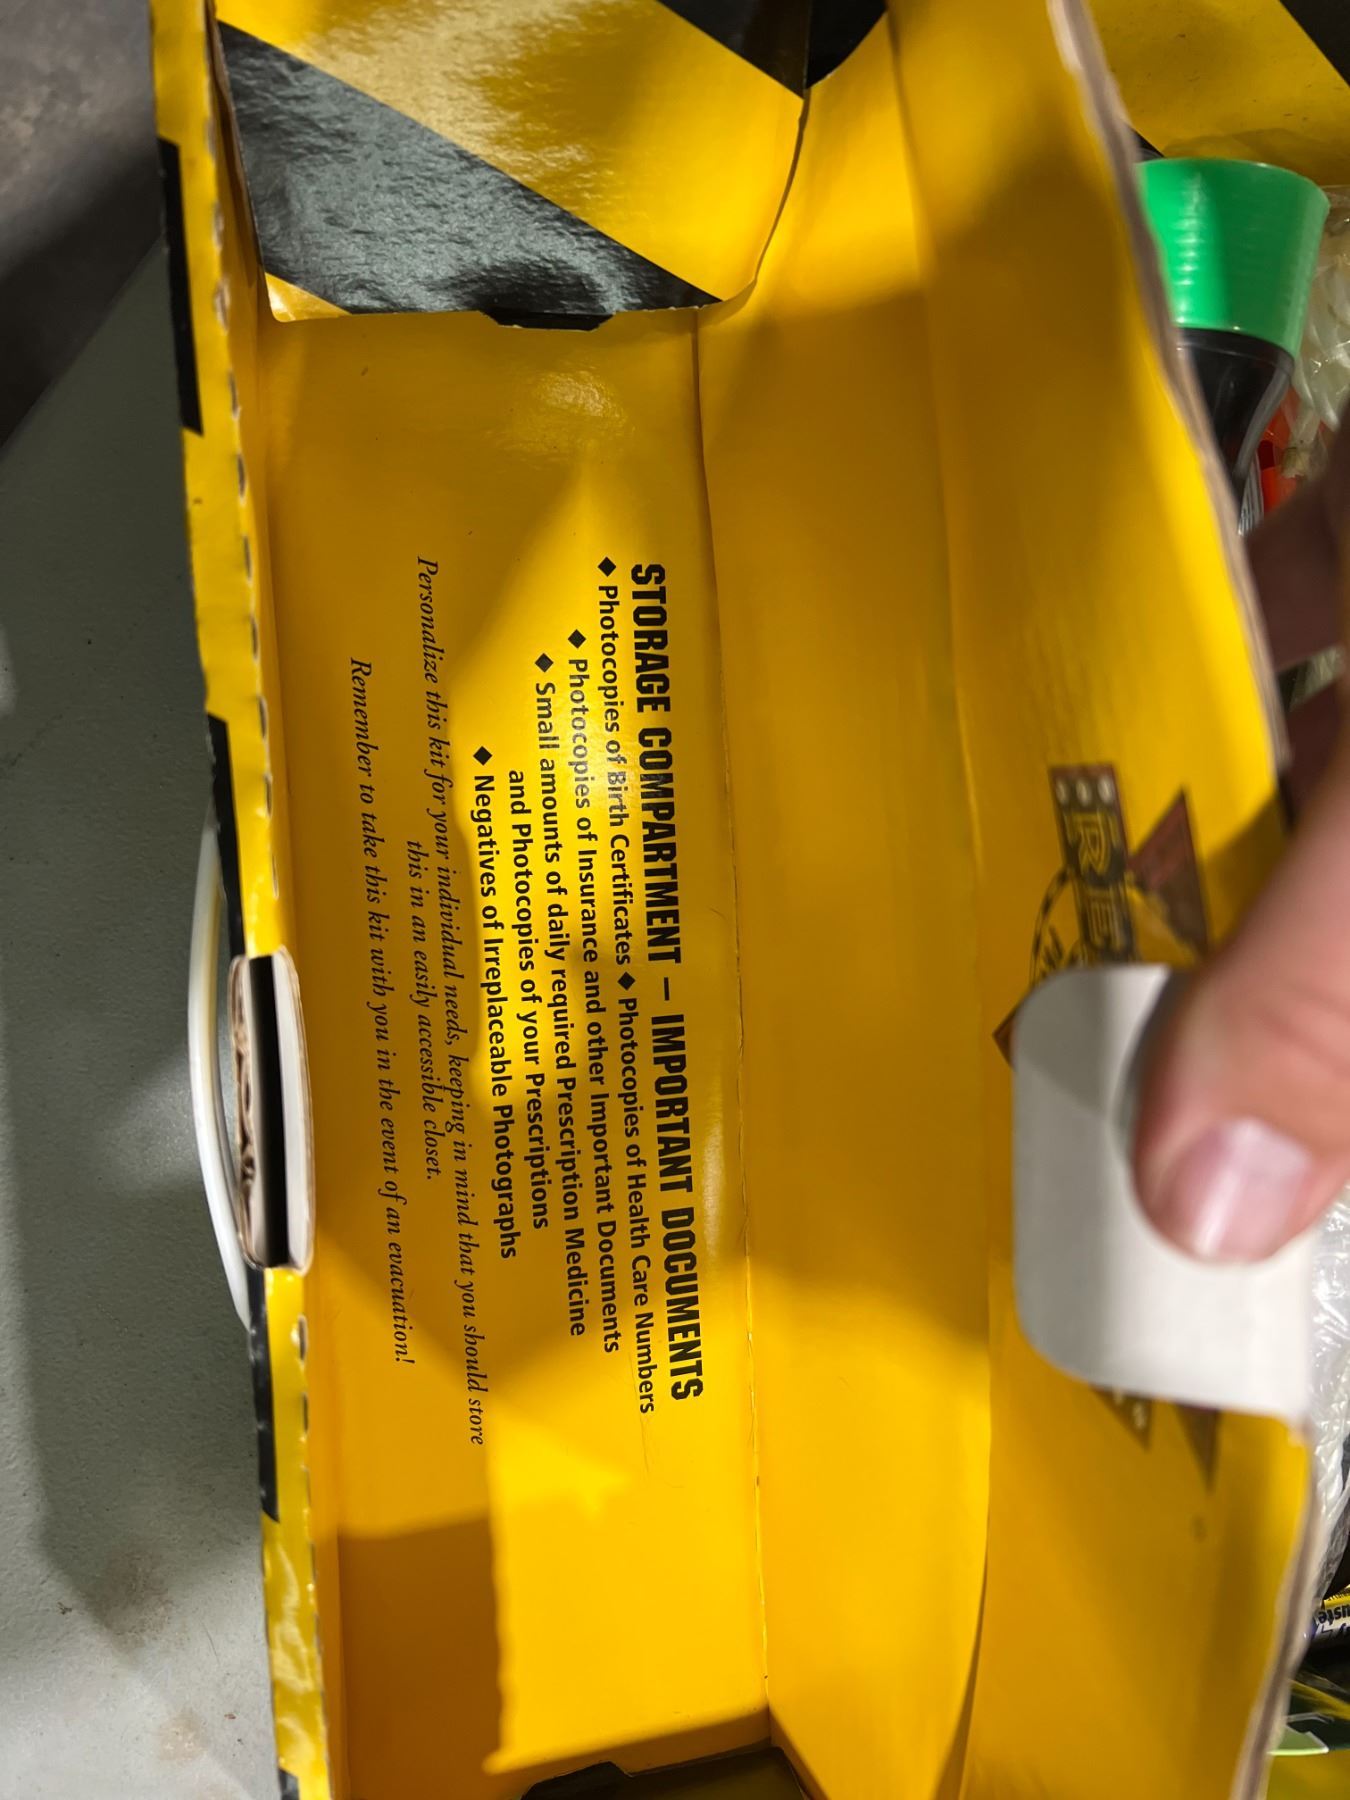 STORAGE COMPARTMENT – IMPORTANT DOCUMENTS
◆ Photocopies of Birth Certificates ◆ Photocopies of Health Care Numbers
◆ Photocopies of Insurance and other Important Documents
◆ Small amounts of daily required Prescription Medicine
and Photocopies of your Prescriptions
◆ Negatives of Irreplaceable Photographs
Personalize this kit for your individual needs, keeping in mind that you should store
this in an easily accessible closet.
Remember to take this kit with you in the event of an evacuation!